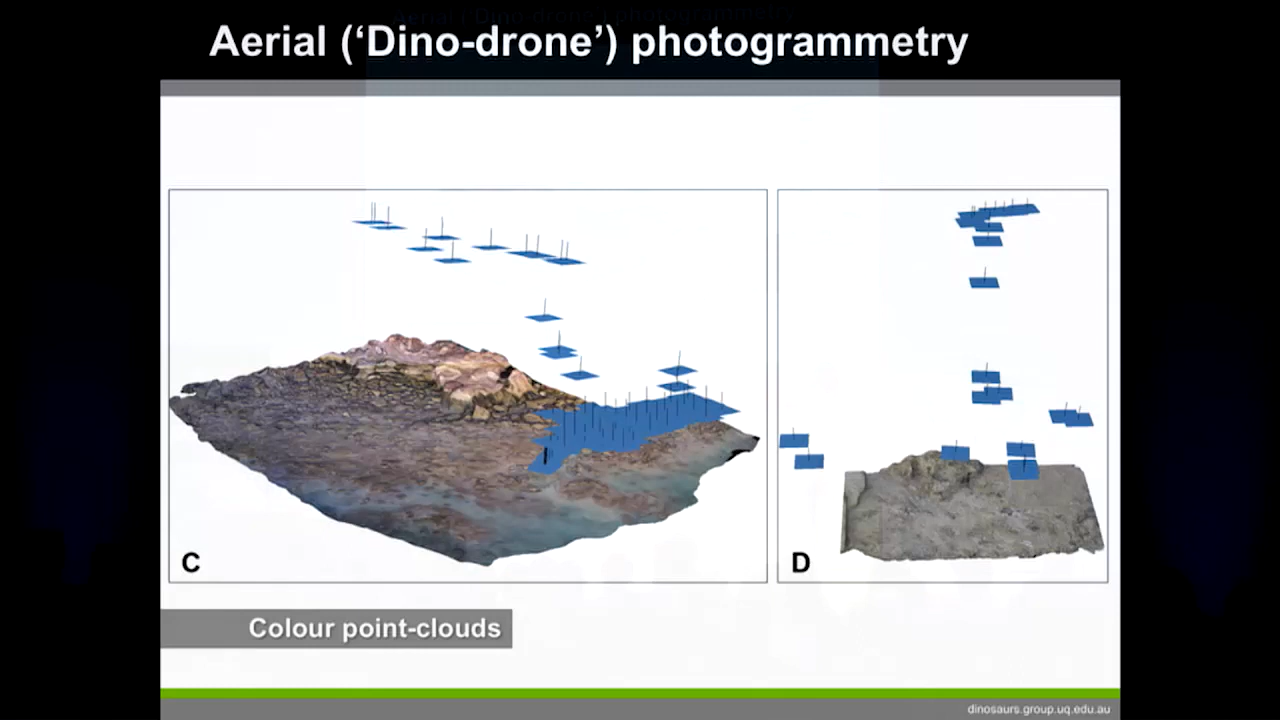 Aerial (‘Dino-drone’) photogrammetry
C
D
Colour point-clouds
dinosaurs.group.uq.edu.au